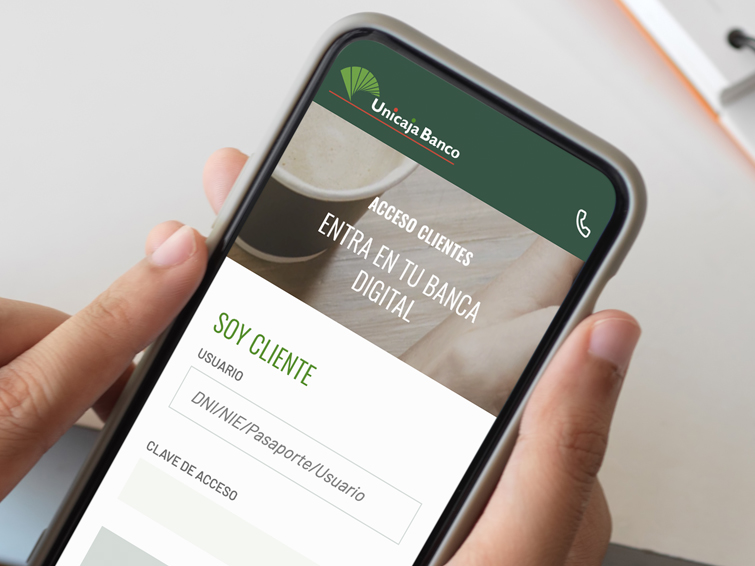 Unicaja Banco
ACCESO CLIENTES
ENTRA EN TU BANCA
DIGITAL
SOY CLIENTE
USUARIO
DNI/NIE/Pasaporte/Usuario
CLAVE DE ACCESO